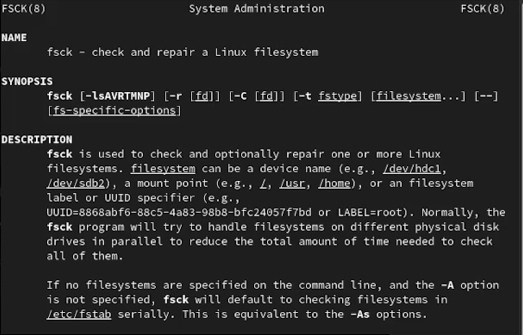 FSCK(8) System Administration FSCK(8)
NAME
fsck - check and repair a Linux filesystem
SYNOPSIS
fsck [-lsAVRTMNP] [-r [fd]] [-C [fd]] [-t fstype] [filesystem...] [--]
[fs-specific-options]
DESCRIPTION
fsck is used to check and optionally repair one or more Linux
filesystems. filesystem can be a device name (e.g., /dev/hdc1,
/dev/sdb2), a mount point (e.g., /, /usr, /home), or an filesystem
label or UUID specifier (e.g.,
UUID=8868abf6-88c5-4a83-98b8-bfc24057f7bd or LABEL=root). Normally, the
fsck program will try to handle filesystems on different physical disk
drives in parallel to reduce the total amount of time needed to check
all of them.
If no filesystems are specified on the command line, and the -A option
is not specified, fsck will default to checking filesystems in
/etc/fstab serially. This is equivalent to the -As options.